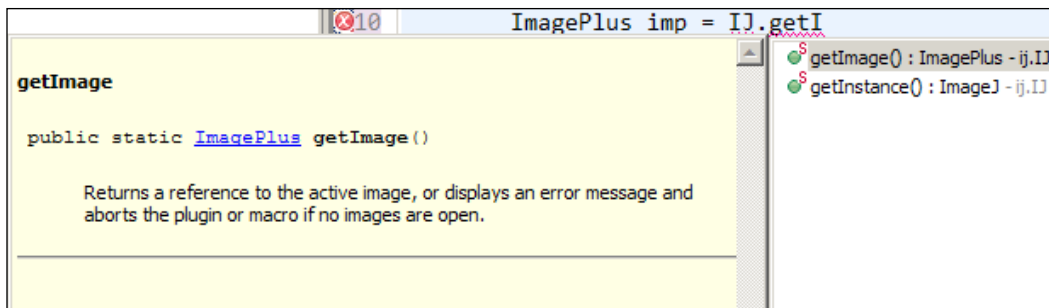 10 ImagePlus imp = IJ.getI
getImage
public static ImagePlus getImage()
Returns a reference to the active image, or displays an error message and
aborts the plugin or macro if no images are open.
S getImage() : ImagePlus - ij.IJ
S getInstance() : ImageJ - ij.IJ